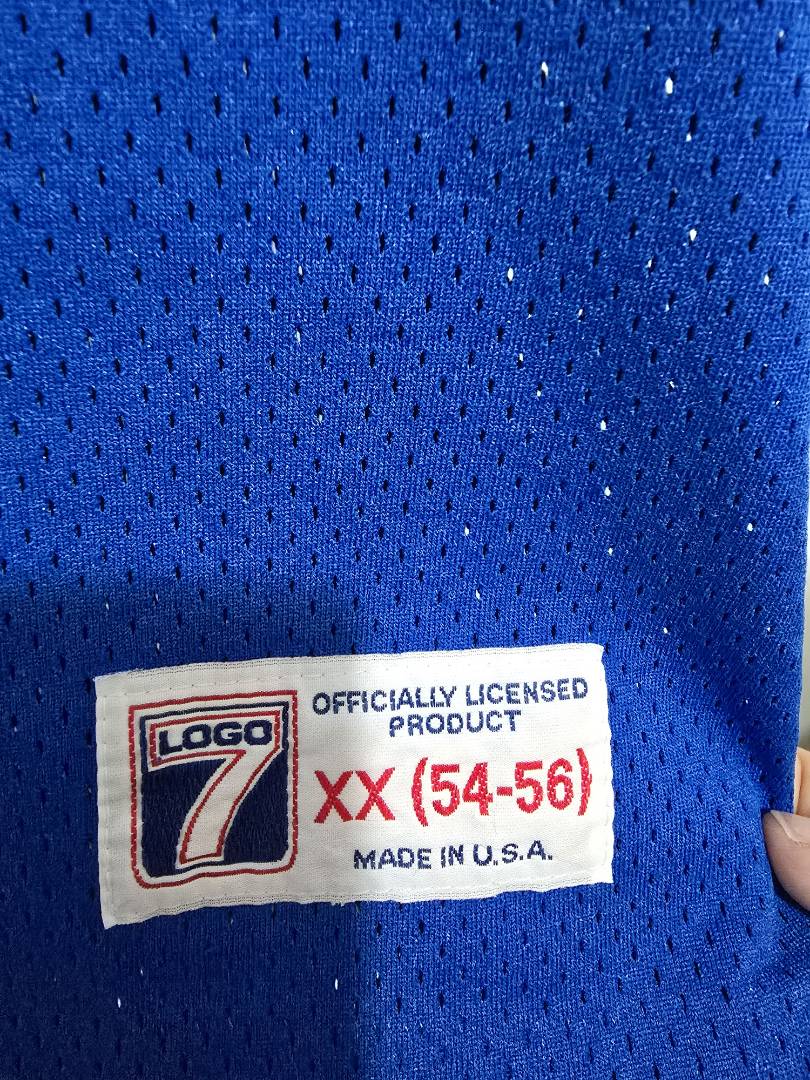 LOGO
7
OFFICIALLY LICENSED
PRODUCT
XX (54-56)
MADE IN U.S.A.